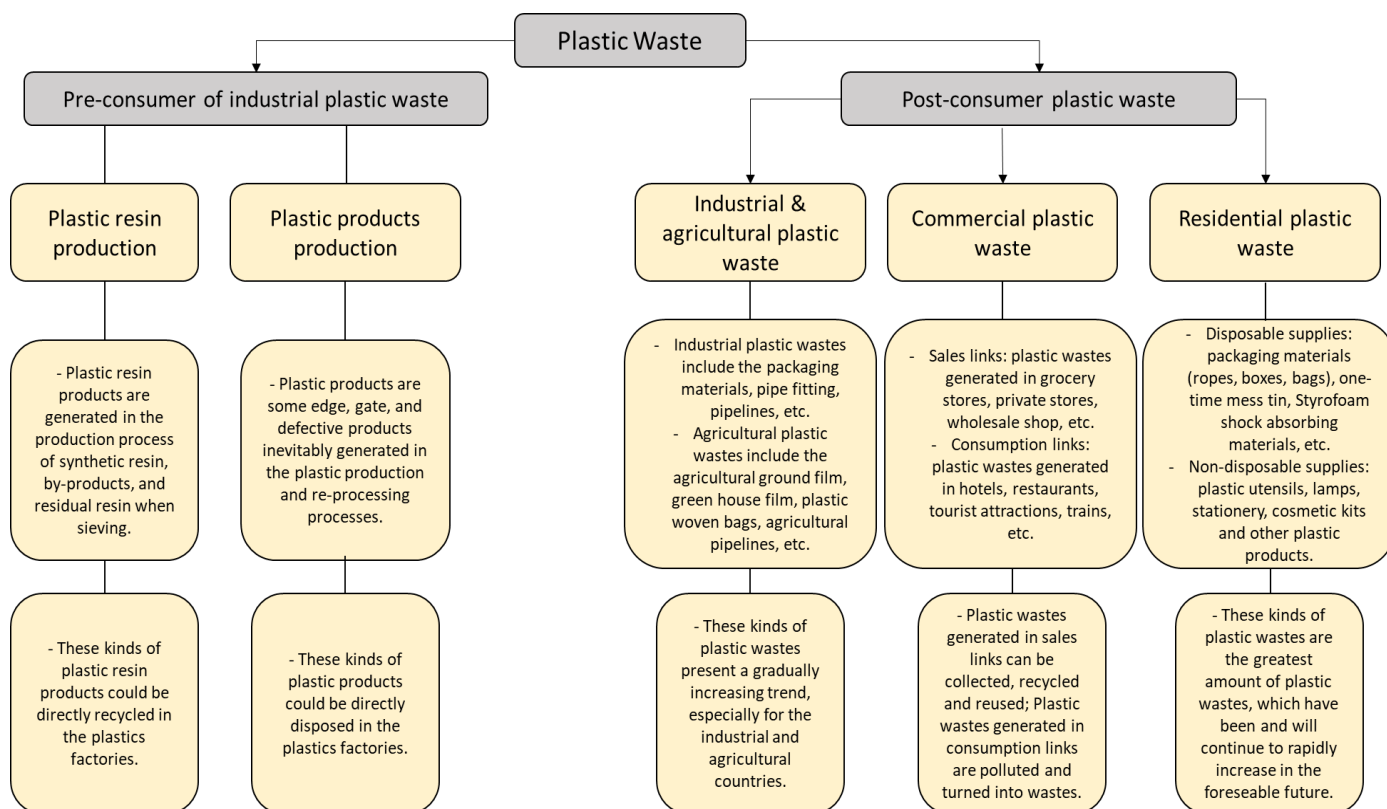 Plastic Waste
Pre-consumer of industrial plastic waste
Post-consumer plastic waste
Plastic resin
production
Plastic products
production
Industrial &
agricultural plastic
waste
Commercial plastic
waste
Residential plastic
waste
- Plastic resin
products are
generated in the
production process
of synthetic resin,
by-products, and
residual resin when
sieving.
- Plastic products are
some edge, gate, and
defective products
inevitably generated in
the plastic production
and re-processing
processes.
- Industrial plastic wastes
include the packaging
materials, pipe fitting,
pipelines, etc.
- Agricultural plastic
wastes include the
agricultural ground film,
green house film, plastic
woven bags, agricultural
pipelines, etc.
- Sales links: plastic wastes
generated in grocery
stores, private stores,
wholesale shop, etc.
- Consumption links:
plastic wastes generated
in hotels, restaurants,
tourist attractions, trains,
etc.
- Disposable supplies:
packaging materials
(ropes, boxes, bags), one-
time mess tin, Styrofoam
shock absorbing
materials, etc.
- Non-disposable supplies:
plastic utensils, lamps,
stationery, cosmetic kits
and other plastic
products.
- These kinds of
plastic resin
products could be
directly recycled in
the plastics
factories.
- These kinds of
plastic products
could be directly
disposed in the
plastics factories.
- These kinds of
plastic wastes
present a gradually
increasing trend,
especially for the
industrial and
agricultural
countries.
- Plastic wastes
generated in sales
links can be
collected, recycled
and reused; Plastic
wastes generated in
consumption links
are polluted and
turned into wastes.
- These kinds of
plastic wastes are
the greatest
amount of plastic
wastes, which have
been and will
continue to rapidly
increase in the
foreseable future.